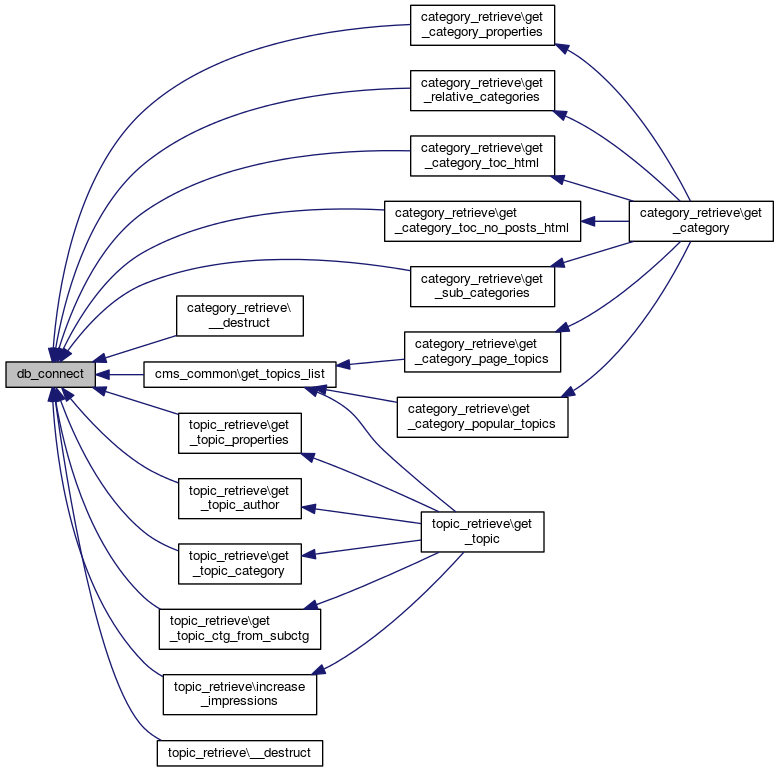 category_retrieve\get
_category_properties
category_retrieve\get
_relative_categories
category_retrieve\get
_category_toc_html
category_retrieve\get
_category_toc_no_posts_html
category_retrieve\get
_category
category_retrieve\get
_sub_categories
category_retrieve\
__destruct
category_retrieve\get
_category_page_topics
db_connect
cms_common\get_topics_list
category_retrieve\get
_category_popular_topics
topic_retrieve\get
_topic_properties
topic_retrieve\get
_topic_author
topic_retrieve\get
_topic
topic_retrieve\get
_topic_category
topic_retrieve\get
_topic_ctg_from_subctg
topic_retrieve\increase
_impressions
topic_retrieve\__destruct